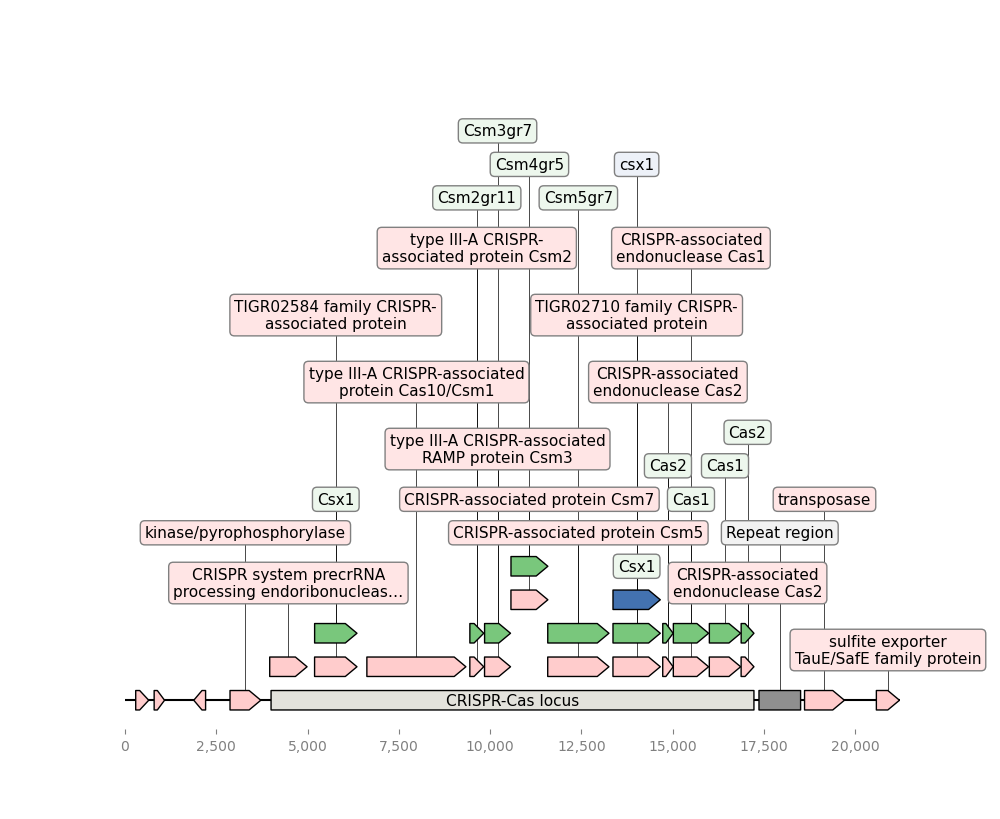 Csm3gr7
Csm4gr5
csx1
Csm2gr11
Csm5gr7
type III-A CRISPR-
associated protein Csm2
CRISPR-associated
endonuclease Cas1
TIGR02584 family CRISPR-
associated protein
TIGR02710 family CRISPR-
associated protein
type III-A CRISPR-associated
protein Cas10/Csm1
CRISPR-associated
endonuclease Cas2
Cas2
type III-A CRISPR-associated
RAMP protein Csm3
Cas2
Cas1
Csx1
CRISPR-associated protein Csm7
Cas1
transposase
kinase/pyrophosphorylase
CRISPR-associated protein Csm5
Repeat region
Csx1
CRISPR system precrRNA
processing endoribonucleas...
CRISPR-associated
endonuclease Cas2
sulfite exporter
TauE/SafE family protein
CRISPR-Cas locus
0
2,500
5,000
7,500
10,000
12,500
15,000
17,500
20,000